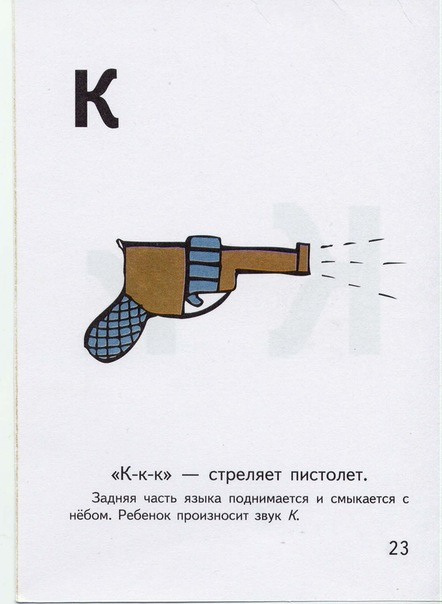 К
«К-к-к» — стреляет пистолет.
Задняя часть языка поднимается и смыкается с
нёбом. Ребенок произносит звук К.
23